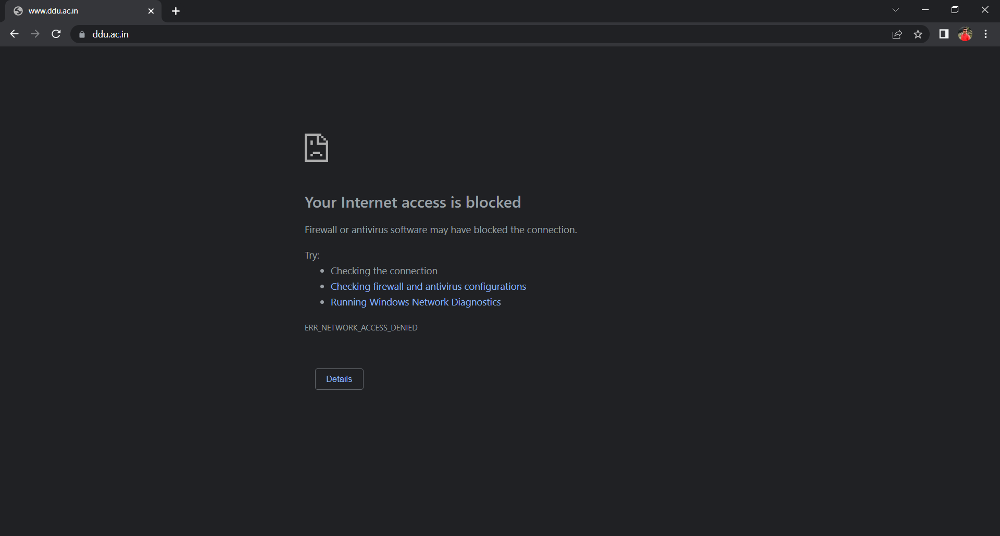 www.ddu.ac.in
ddu.ac.in
Your Internet access is blocked
Firewall or antivirus software may have blocked the connection.
Try:
Checking the connection
Checking firewall and antivirus configurations
Running Windows Network Diagnostics
ERR_NETWORK_ACCESS_DENIED
Details